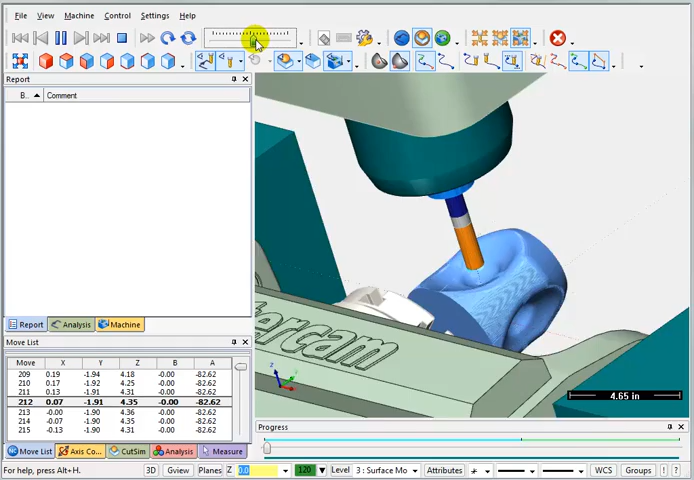 File View Machine Control Settings Help
Report
B.. Comment
Report Analysis Machine
Move List
Move X Y Z B A
209 0.19 -1.94 4.18 -0.00 -82.62
210 0.17 -1.92 4.25 -0.00 -82.62
211 0.13 -1.91 4.31 -0.00 -82.62
212 0.07 -1.91 4.35 -0.00 -82.62
213 -0.00 -1.90 4.36 -0.00 -82.62
214 -0.07 -1.90 4.35 -0.00 -82.62
215 -0.13 -1.90 4.31 -0.00 -82.62
NC Move List Axis Co... CutSim Analysis Measure
tercam
z
4.65 in
Progress
For help, press Alt+H. 3D Gview Planes Z 0.0 120 Level 3 : Surface Mo Attributes WCS Groups ! ?